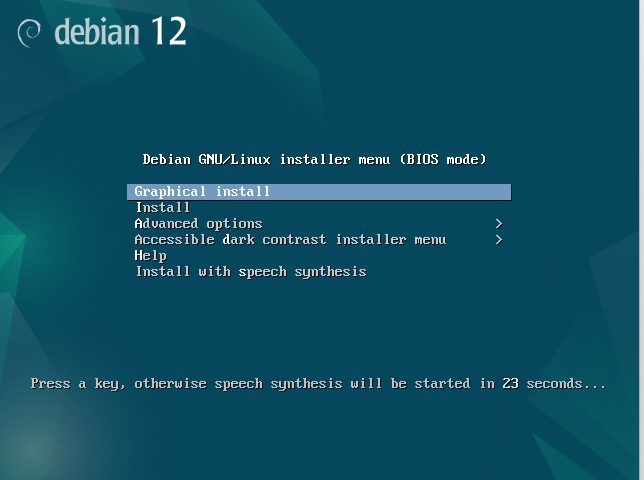 debian 12
Debian GNU/Linux installer menu (BIOS mode)
Graphical install
Install
Advanced options >
Accessible dark contrast installer menu >
Help
Install with speech synthesis
Press a key, otherwise speech synthesis will be started in 23 seconds...